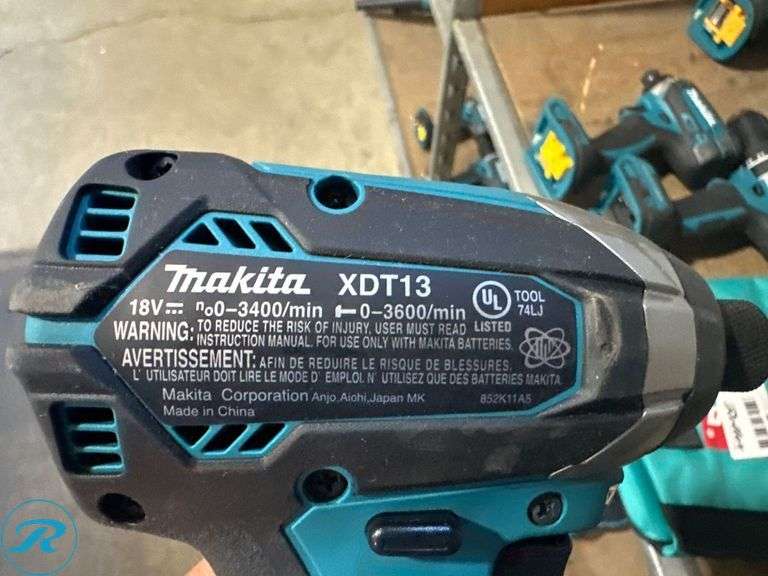 makita XDT13
18V⎓ n₀0-3400/min 0-3600/min
UL LISTED
TOOL
74LJ
WARNING: TO REDUCE THE RISK OF INJURY, USER MUST READ
INSTRUCTION MANUAL. FOR USE ONLY WITH MAKITA BATTERIES.
AVERTISSEMENT: AFIN DE REDUIRE LE RISQUE DE BLESSURES.
L' UTILISATEUR DOIT LIRE LE MODE D' EMPLOI. N' UTILISEZ QUE DES BATTERIES MAKITA.
Makita Corporation Anjo,Aichi,Japan MK 852K11A5
Made in China
R